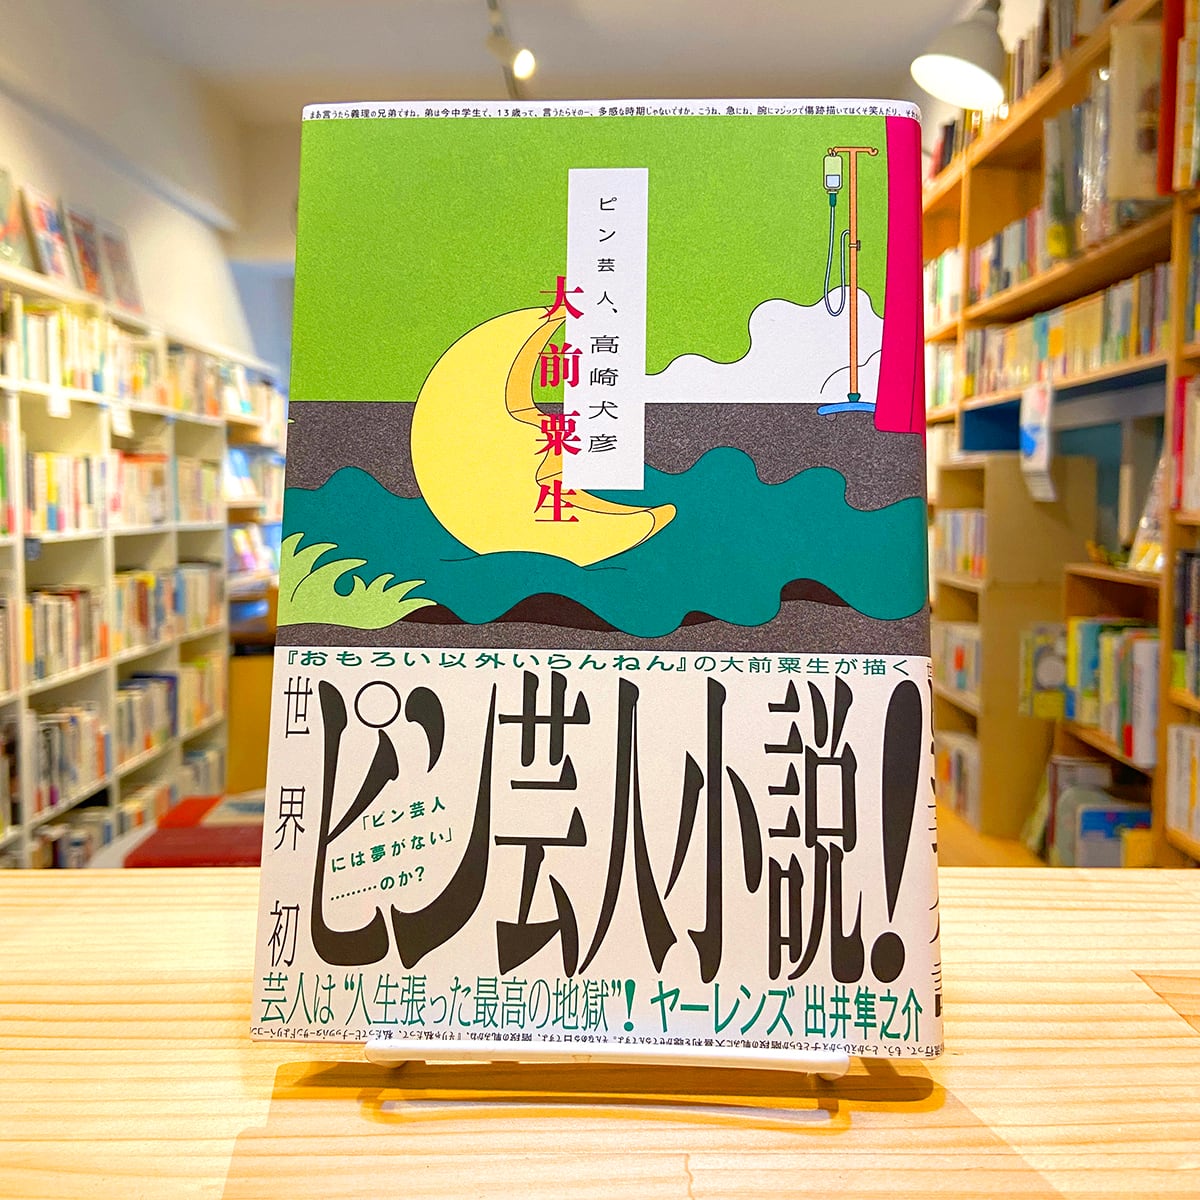 、まあ言うたら義理の兄弟ですね。弟は今中学生で、13歳って、言うたらその一、多感な時期じゃないですか。こうね、急にね、腕にマジックで傷跡描いてほくそ笑んだり、それ
ピン芸人、高崎犬彦
大前粟生
『おもろい以外いらんねん』の大前粟生が描く
世界初
ピン芸人小説!
「ピン芸人
には夢がない」
………のか?
芸人は“人生張った最高の地獄”! ヤーレンズ 出井隼之介